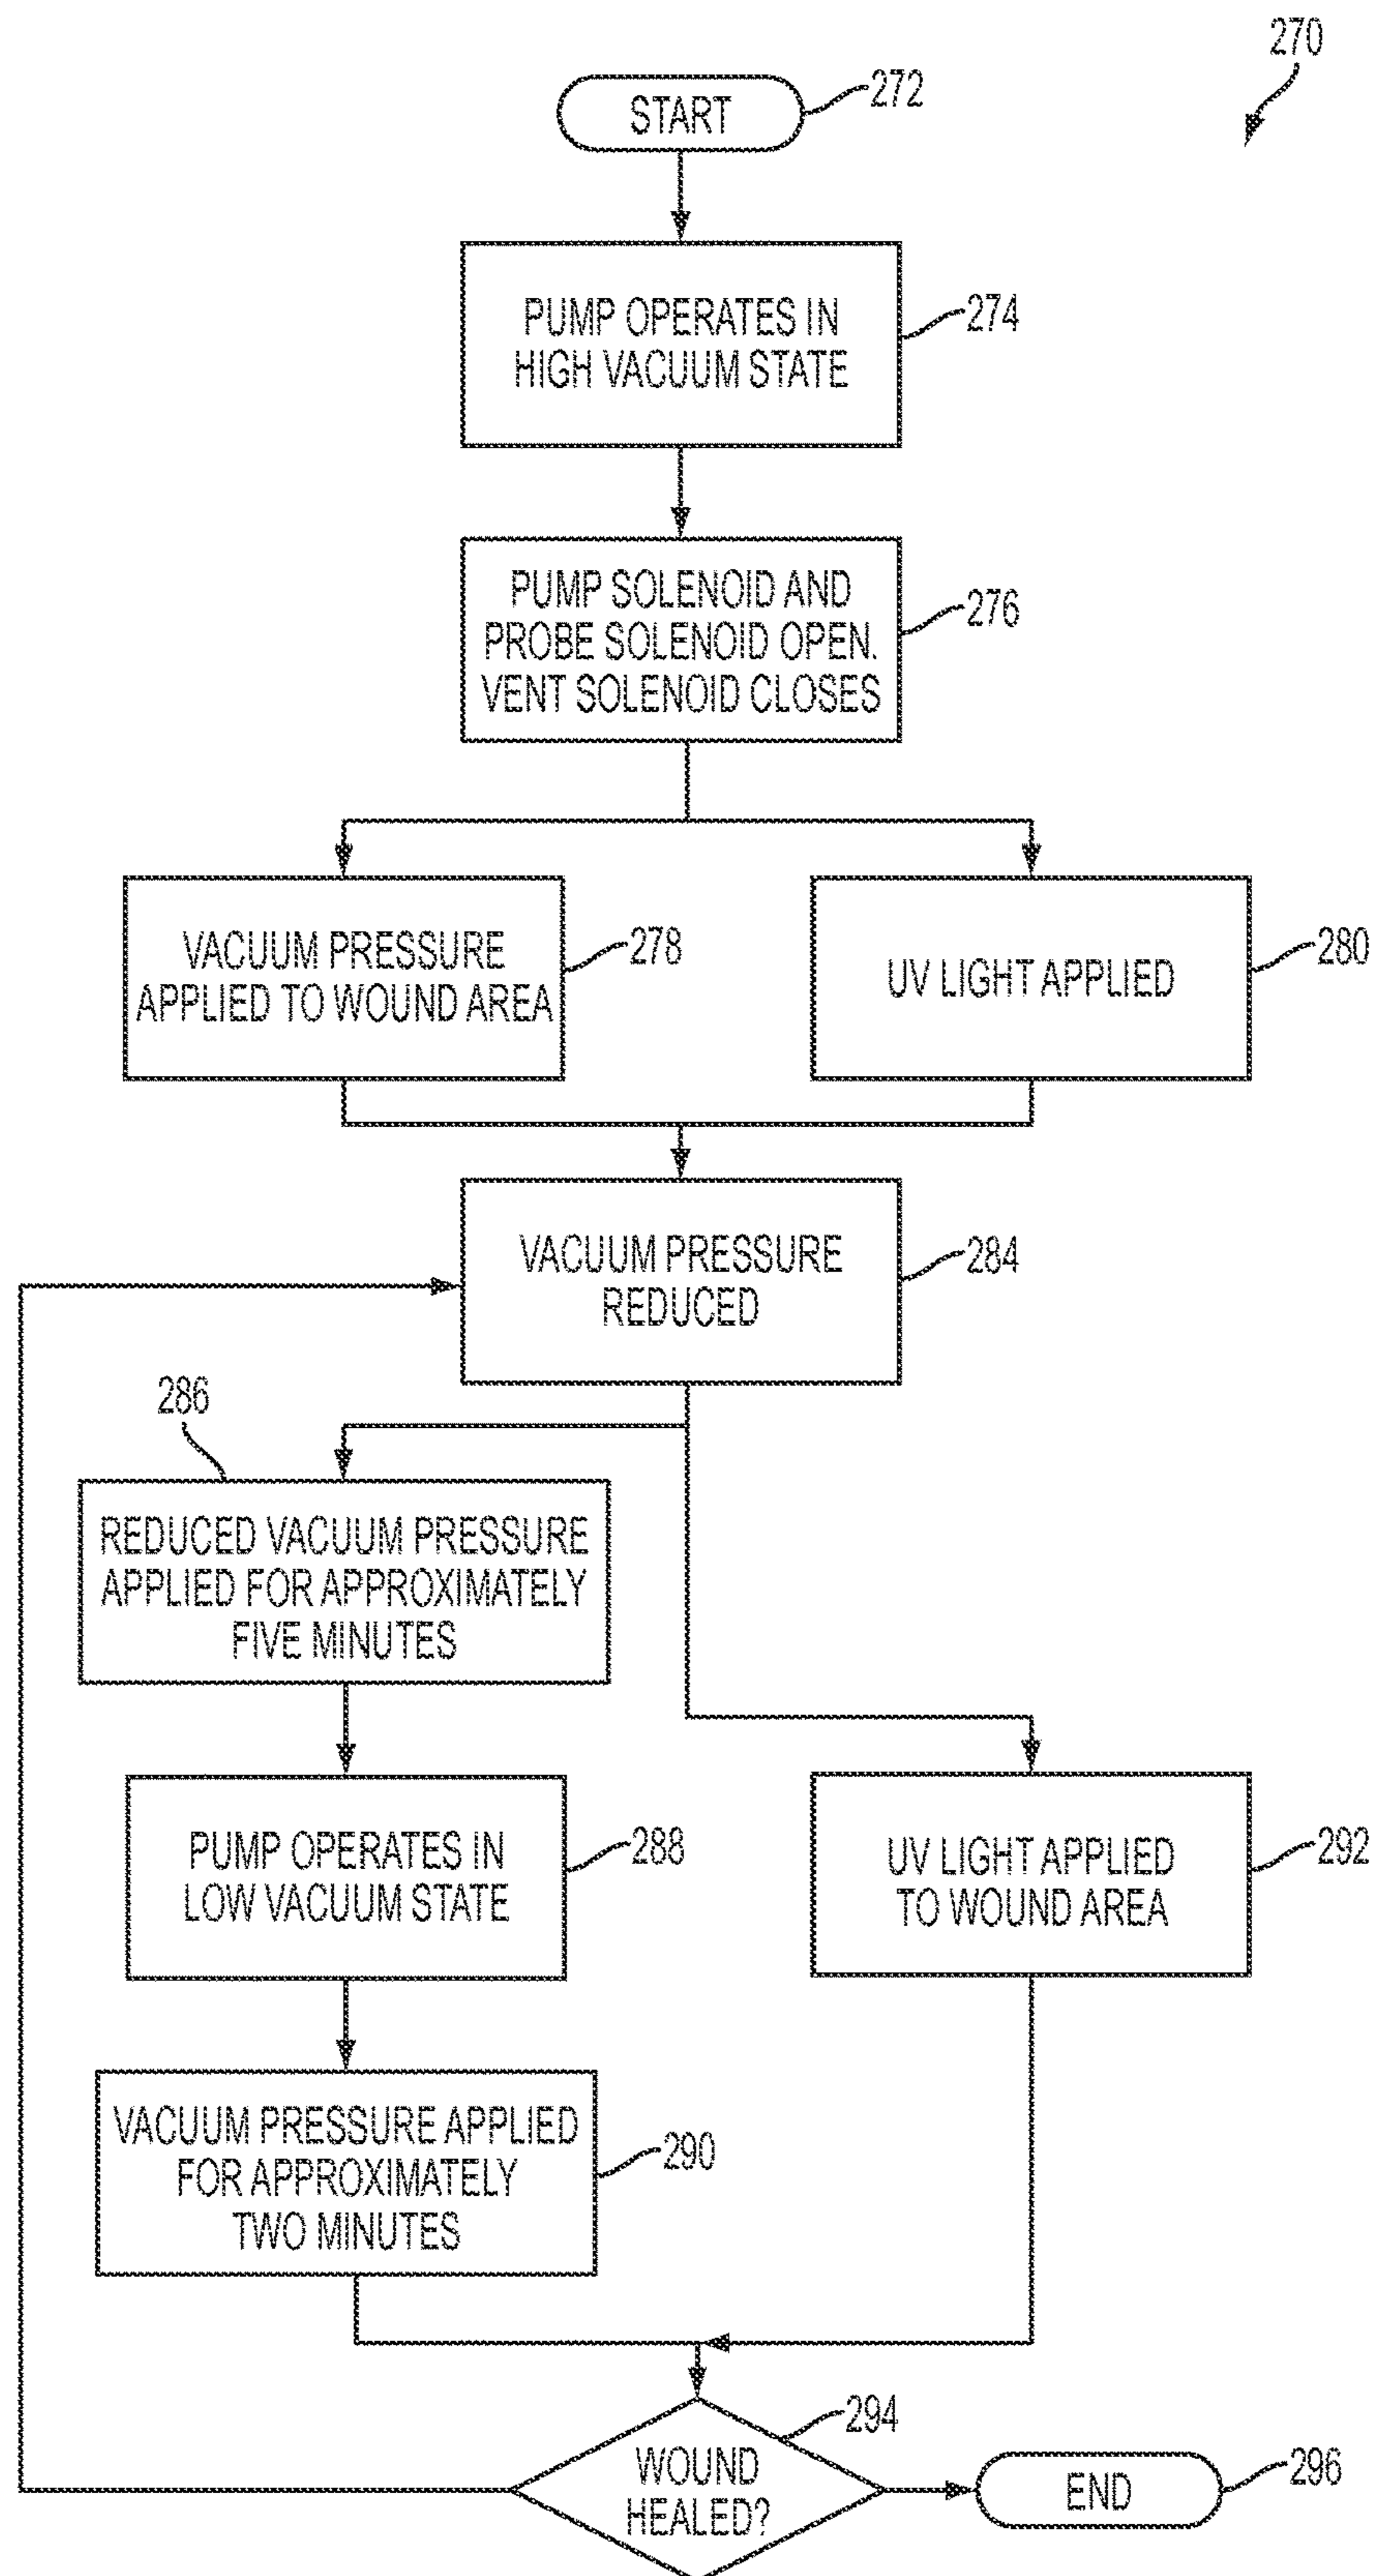 270
START
272
PUMP OPERATES IN
HIGH VACUUM STATE
274
PUMP SOLENOID AND
PROBE SOLENOID OPEN.
VENT SOLENOID CLOSES
276
VACUUM PRESSURE
APPLIED TO WOUND AREA
278
UV LIGHT APPLIED
280
VACUUM PRESSURE
REDUCED
284
286
REDUCED VACUUM PRESSURE
APPLIED FOR APPROXIMATELY
FIVE MINUTES
PUMP OPERATES IN
LOW VACUUM STATE
288
UV LIGHT APPLIED
TO WOUND AREA
292
VACUUM PRESSURE APPLIED
FOR APPROXIMATELY
TWO MINUTES
290
WOUND
HEALED?
294
END
296